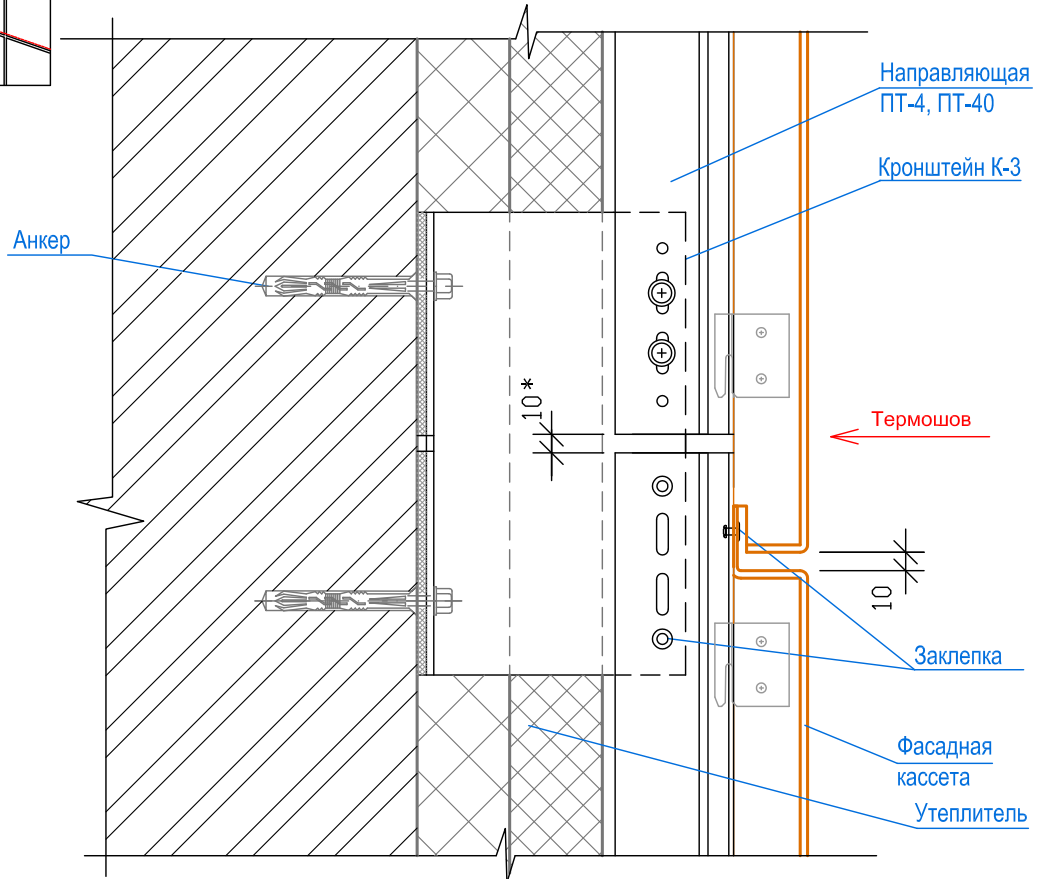 Направляющая
ПТ-4, ПТ-40
Кронштейн К-3
Анкер
10*
Термошов
10
Заклепка
Фасадная
кассета
Утеплитель